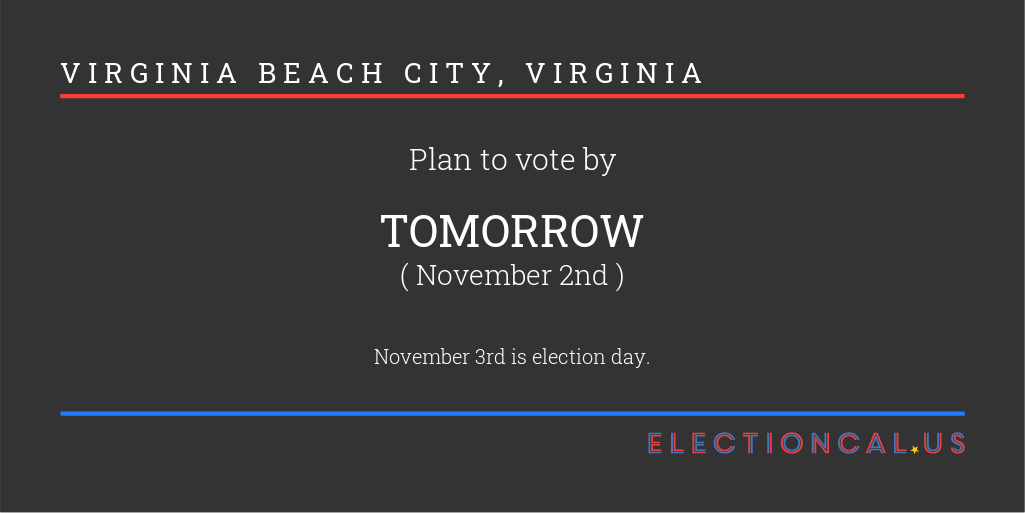 VIRGINIA BEACH CITY, VIRGINIA
Plan to vote by
TOMORROW
( November 2nd )
November 3rd is election day.
ELECTIONCAL.US